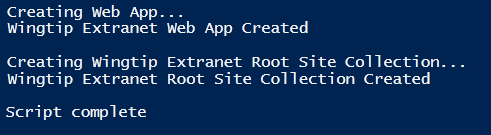 Creating Web App...
Wingtip Extranet Web App Created
Creating Wingtip Extranet Root Site Collection...
Wingtip Extranet Root Site Collection Created
Script complete